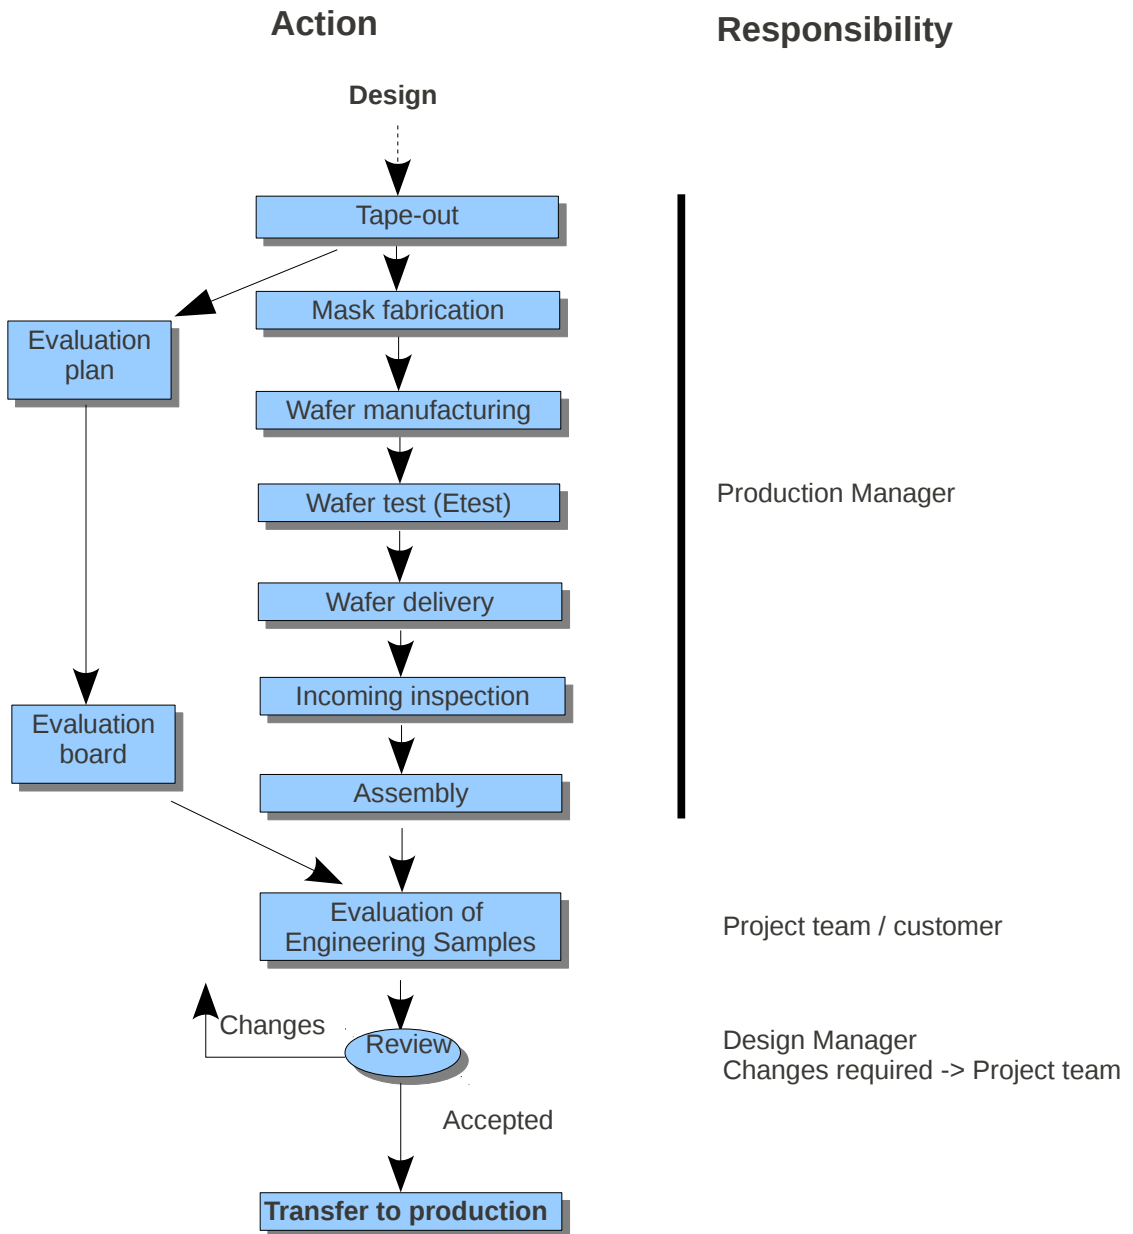 Action
Responsibility
Design
Tape-out
Mask fabrication
Evaluation
plan
Wafer manufacturing
Wafer test (Etest)
Production Manager
Wafer delivery
Incoming inspection
Evaluation
board
Assembly
Evaluation of
Engineering Samples
Project team / customer
Changes
Review
Design Manager
Changes required -> Project team
Accepted
Transfer to production